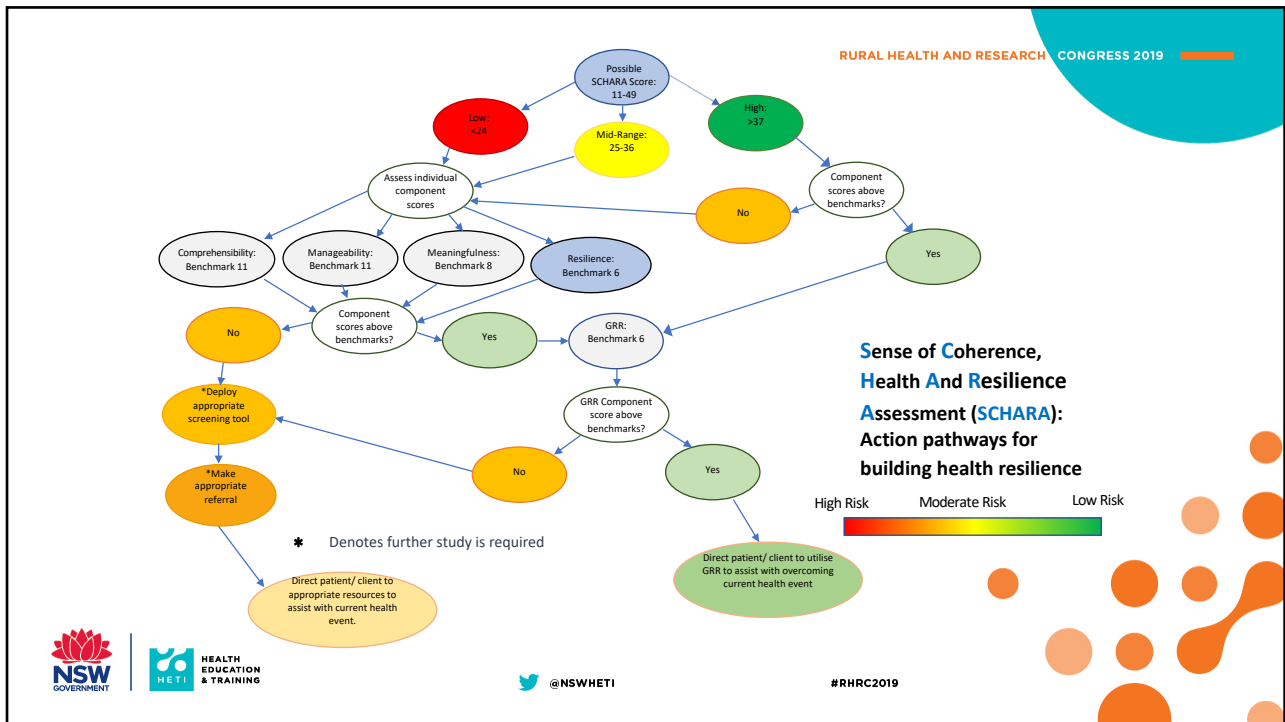 RURAL HEALTH AND RESEARCH CONGRESS 2019
Possible
SCHARA Score:
11-49
Low:
<24
High:
>37
Mid-Range:
25-36
Assess individual
component
scores
Component
scores above
benchmarks?
No
Yes
Comprehensibility:
Benchmark 11
Manageability:
Benchmark 11
Meaningfulness:
Benchmark 8
Resilience:
Benchmark 6
No
Component
scores above
benchmarks?
Yes
GRR:
Benchmark 6
*Deploy
appropriate
screening tool
GRR Component
score above
benchmarks?
No
Yes
*Make
appropriate
referral
Sense of Coherence,
Health And Resilience
Assessment (SCHARA):
Action pathways for
building health resilience
High Risk Moderate Risk Low Risk
* Denotes further study is required
Direct patient/ client to
appropriate resources to
assist with current health
event.
Direct patient/ client to utilise
GRR to assist with overcoming
current health event
NSW
GOVERNMENT
HETI
HEALTH
EDUCATION
& TRAINING
@NSWHETI
#RHRC2019